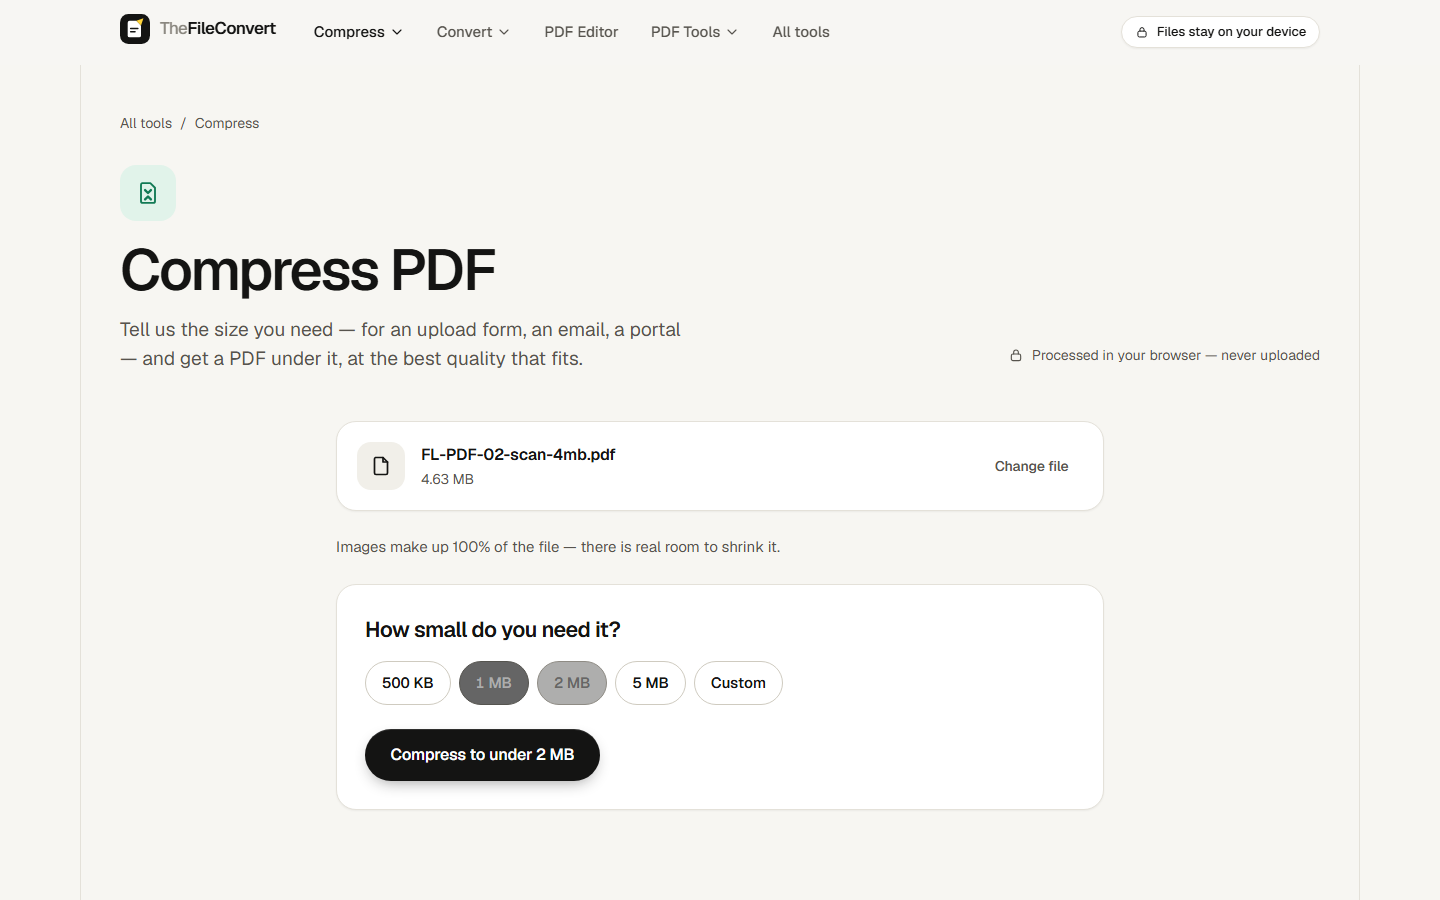 TheFileConvert
Compress
Convert
PDF Editor
PDF Tools
All tools
Files stay on your device
All tools / Compress
Compress PDF
Tell us the size you need — for an upload form, an email, a portal
— and get a PDF under it, at the best quality that fits.
Processed in your browser — never uploaded
FL-PDF-02-scan-4mb.pdf
4.63 MB
Change file
Images make up 100% of the file — there is real room to shrink it.
How small do you need it?
500 KB
1 MB
2 MB
5 MB
Custom
Compress to under 2 MB